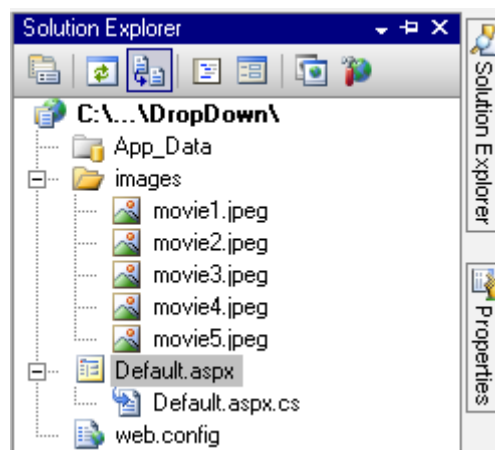 Solution Explorer
C:\...\DropDown\
App_Data
images
movie1.jpeg
movie2.jpeg
movie3.jpeg
movie4.jpeg
movie5.jpeg
Default.aspx
Default.aspx.cs
web.config
Solution Explorer
Properties